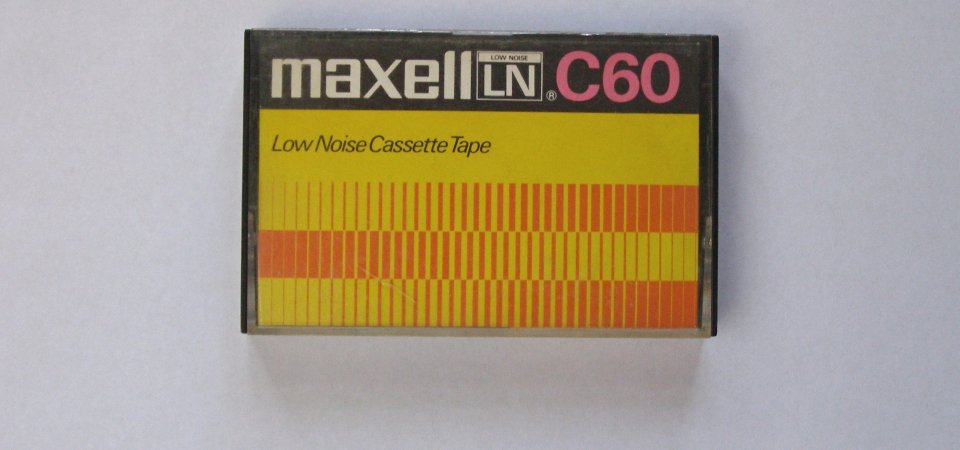 maxell LOW NOISE LN ® C60
Low Noise Cassette Tape